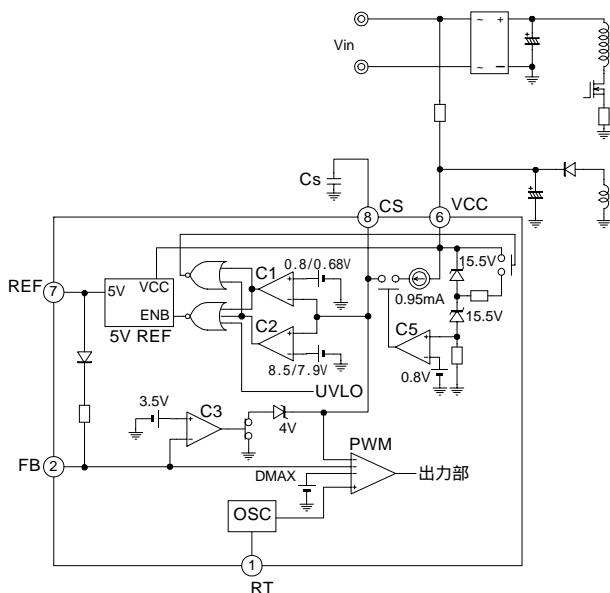 ~ +
Vin
~ −
Cs
CS
VCC
8
6
0.8/0.68V
15.5V
REF
7
5V
VCC
C1
+
−
0.95mA
ENB
C2
+
−
C5
+
−
15.5V
5V REF
8.5/7.9V
0.8V
UVLO
3.5V
+
−
C3
4V
PWM
FB
2
DMAX
−
−
−
+
出力部
OSC
1
RT